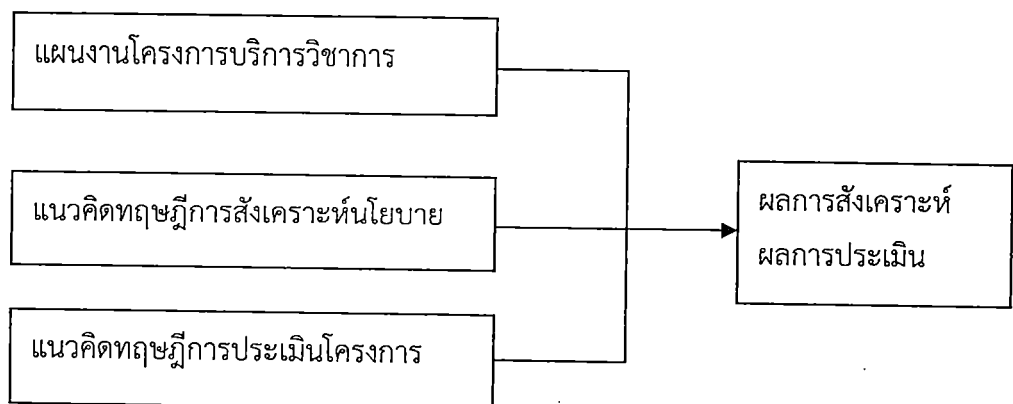 แผนงานโครงการบริการวิชาการ
แนวคิดทฤษฎีการสังเคราะห์นโยบาย
แนวคิดทฤษฎีการประเมินโครงการ
ผลการสังเคราะห์
ผลการประเมิน